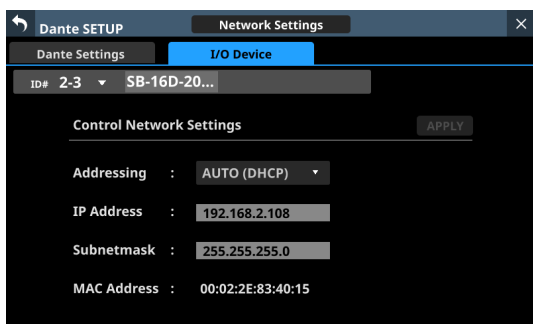 Dante SETUP Network Settings ×
Dante Settings I/O Device
ID# 2-3 ▼ SB-16D-20...
Control Network Settings APPLY
Addressing : AUTO (DHCP) ▼
IP Address : 192.168.2.108
Subnetmask : 255.255.255.0
MAC Address : 00:02:2E:83:40:15